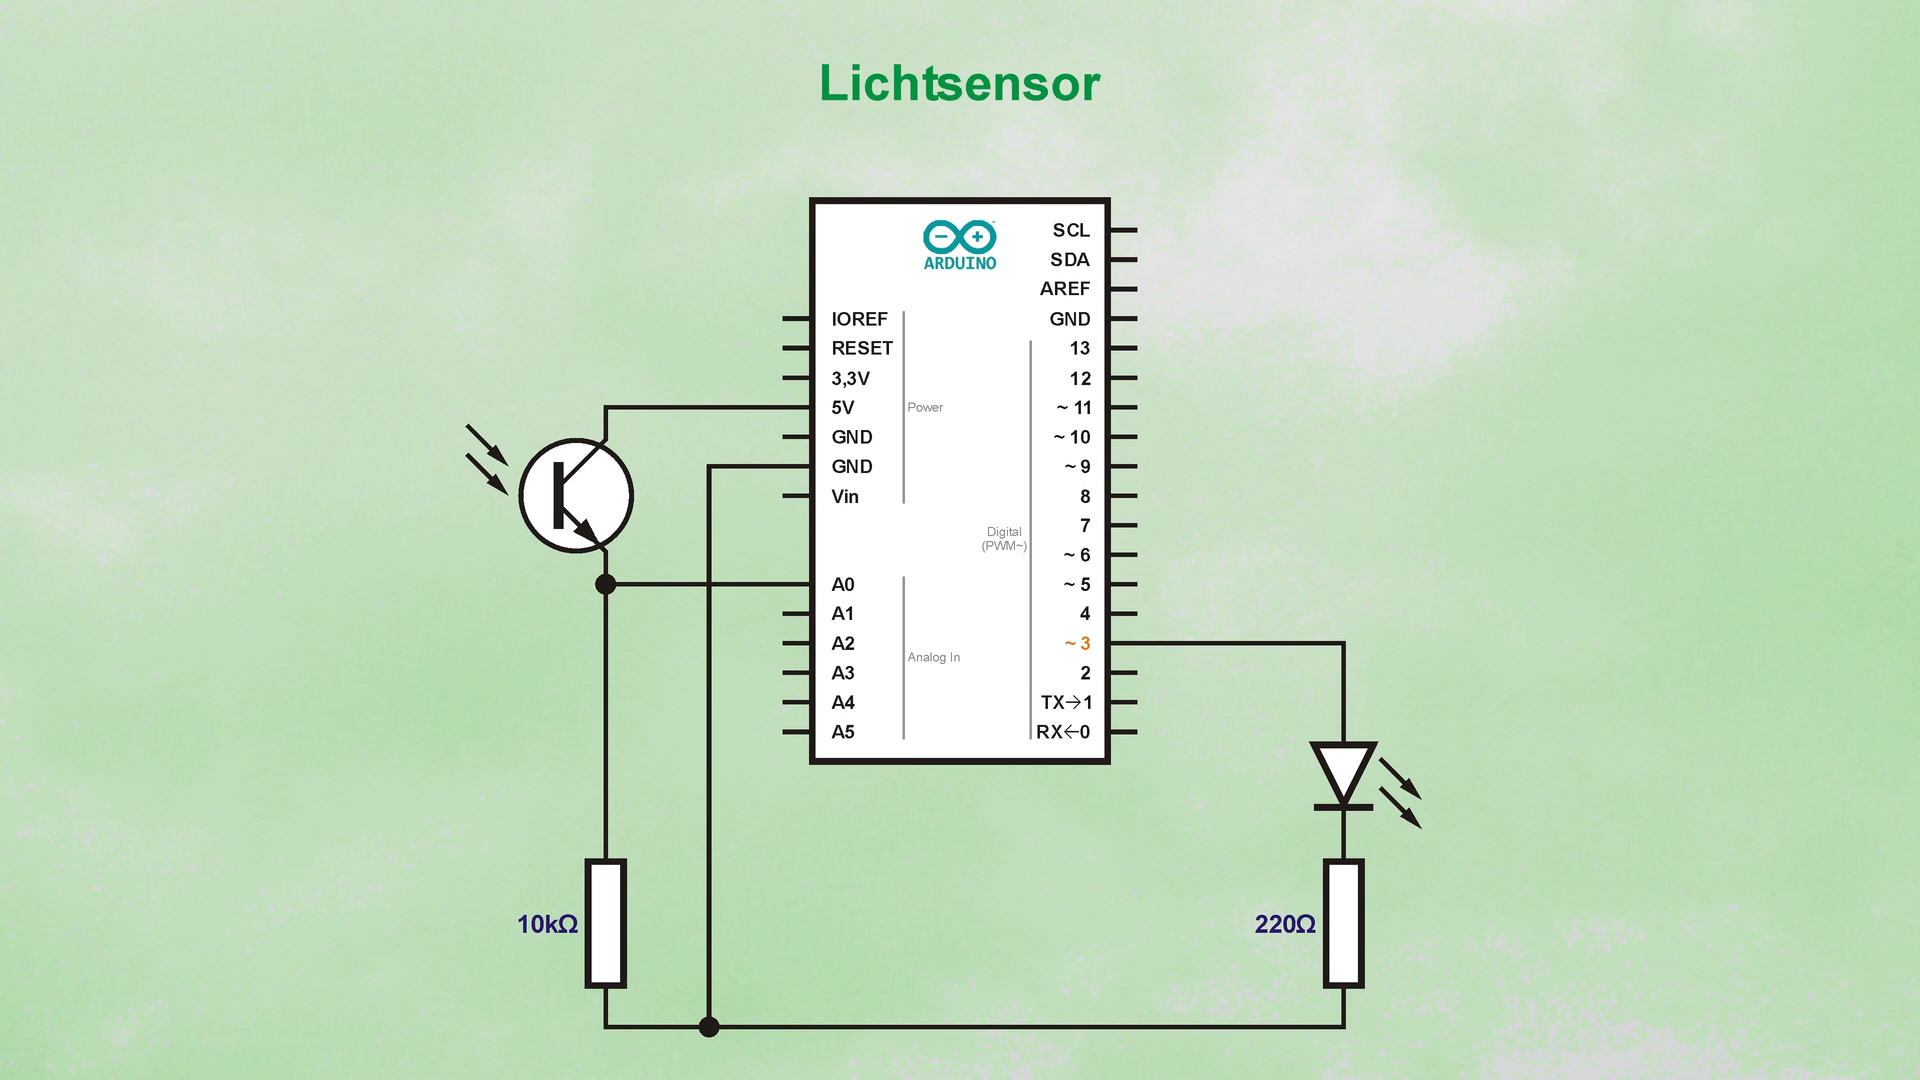 Lichtsensor
ARDUINO
IOREF
RESET
3,3V
5V
GND
GND
Vin
Power
A0
A1
A2
A3
A4
A5
Analog In
SCL
SDA
AREF
GND
13
12
~ 11
~ 10
~ 9
8
7
~ 6
~ 5
4
~ 3
2
TX→1
RX←0
Digital
(PWM~)
10kΩ
220Ω